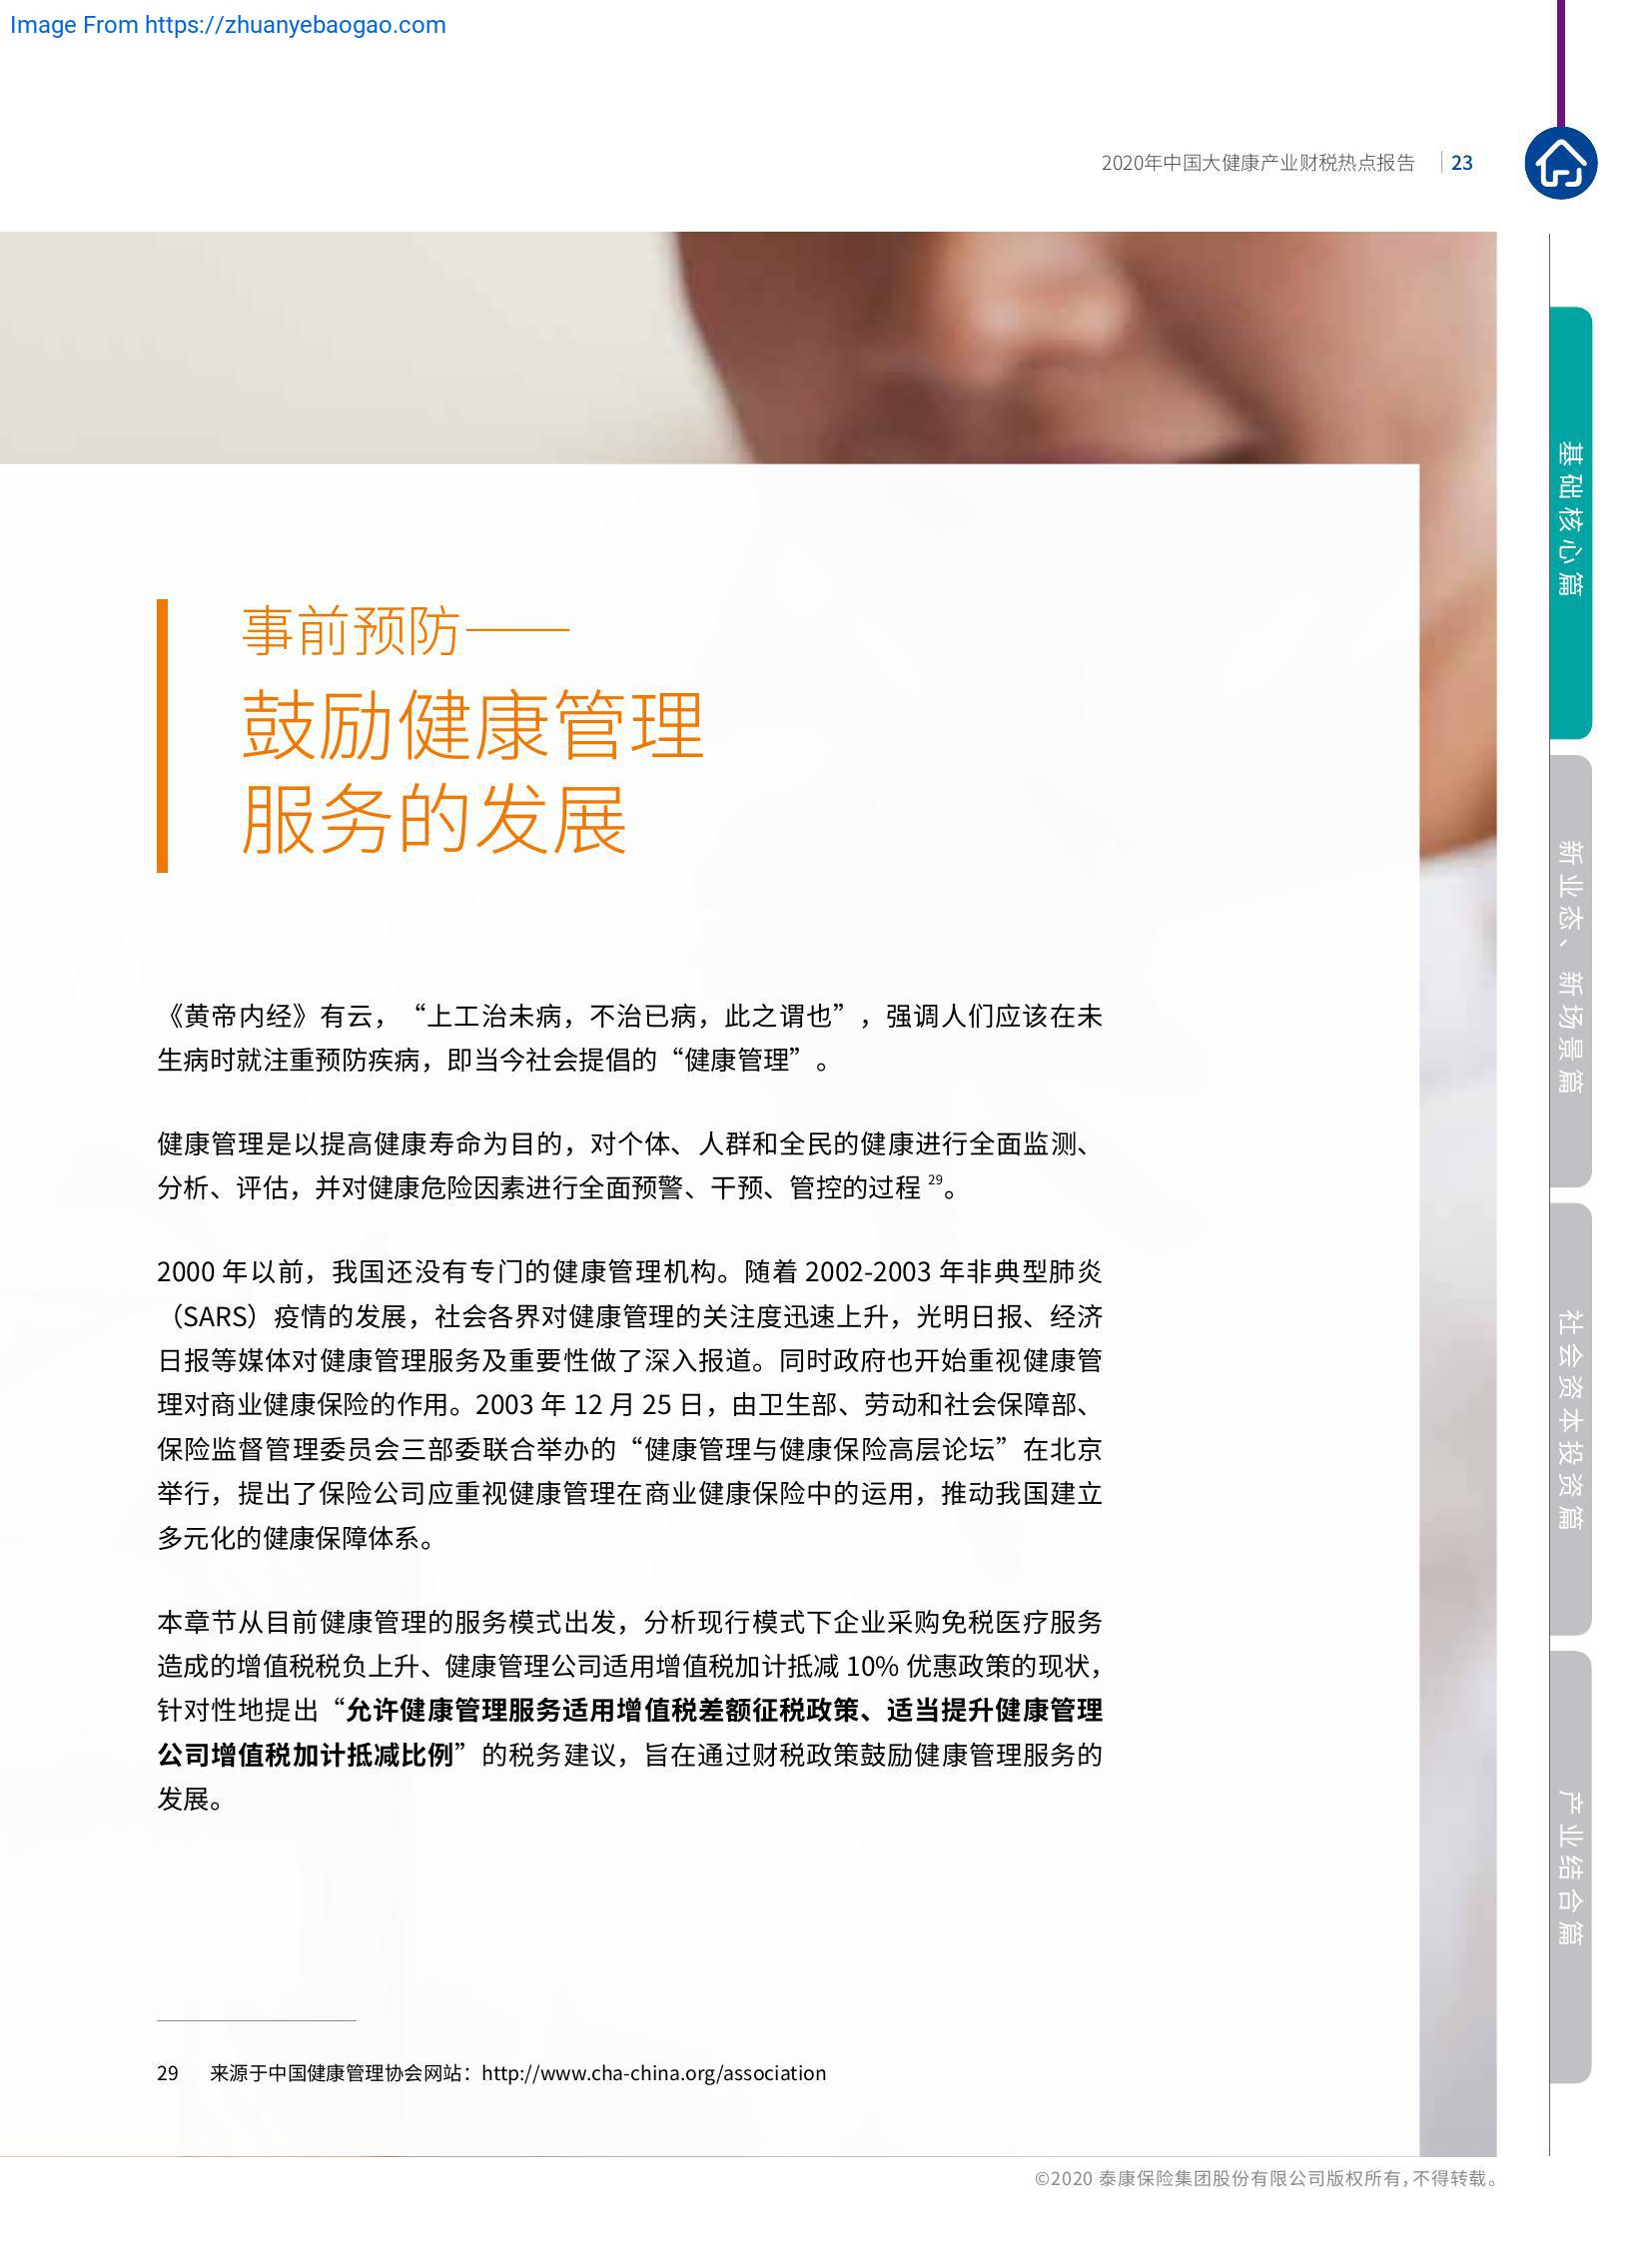 Image From https://zhuanyebaogao.com
2020年中国大健康产业财税热点报告 23
事前预防——
鼓励健康管理
服务的发展
《黄帝内经》有云，“上工治未病，不治已病，此之谓也”，强调人们应该在未
生病时就注重预防疾病，即当今社会提倡的“健康管理”。
健康管理是以提高健康寿命为目的，对个体、人群和全民的健康进行全面监测、
分析、评估，并对健康危险因素进行全面预警、干预、管控的过程 29。
2000 年以前，我国还没有专门的健康管理机构。随着 2002-2003 年非典型肺炎
（SARS）疫情的发展，社会各界对健康管理的关注度迅速上升，光明日报、经济
日报等媒体对健康管理服务及重要性做了深入报道。同时政府也开始重视健康管
理对商业健康保险的作用。2003 年 12 月 25 日，由卫生部、劳动和社会保障部、
保险监督管理委员会三部委联合举办的“健康管理与健康保险高层论坛”在北京
举行，提出了保险公司应重视健康管理在商业健康保险中的运用，推动我国建立
多元化的健康保障体系。
本章节从目前健康管理的服务模式出发，分析现行模式下企业采购免税医疗服务
造成的增值税税负上升、健康管理公司适用增值税加计抵减 10% 优惠政策的现状，
针对性地提出“允许健康管理服务适用增值税差额征税政策、适当提升健康管理
公司增值税加计抵减比例”的税务建议，旨在通过财税政策鼓励健康管理服务的
发展。
29 来源于中国健康管理协会网站：http://www.cha-china.org/association
©2020 泰康保险集团股份有限公司版权所有，不得转载。
基础核心篇
新业态、新场景篇
社会资本投资篇
产业结合篇